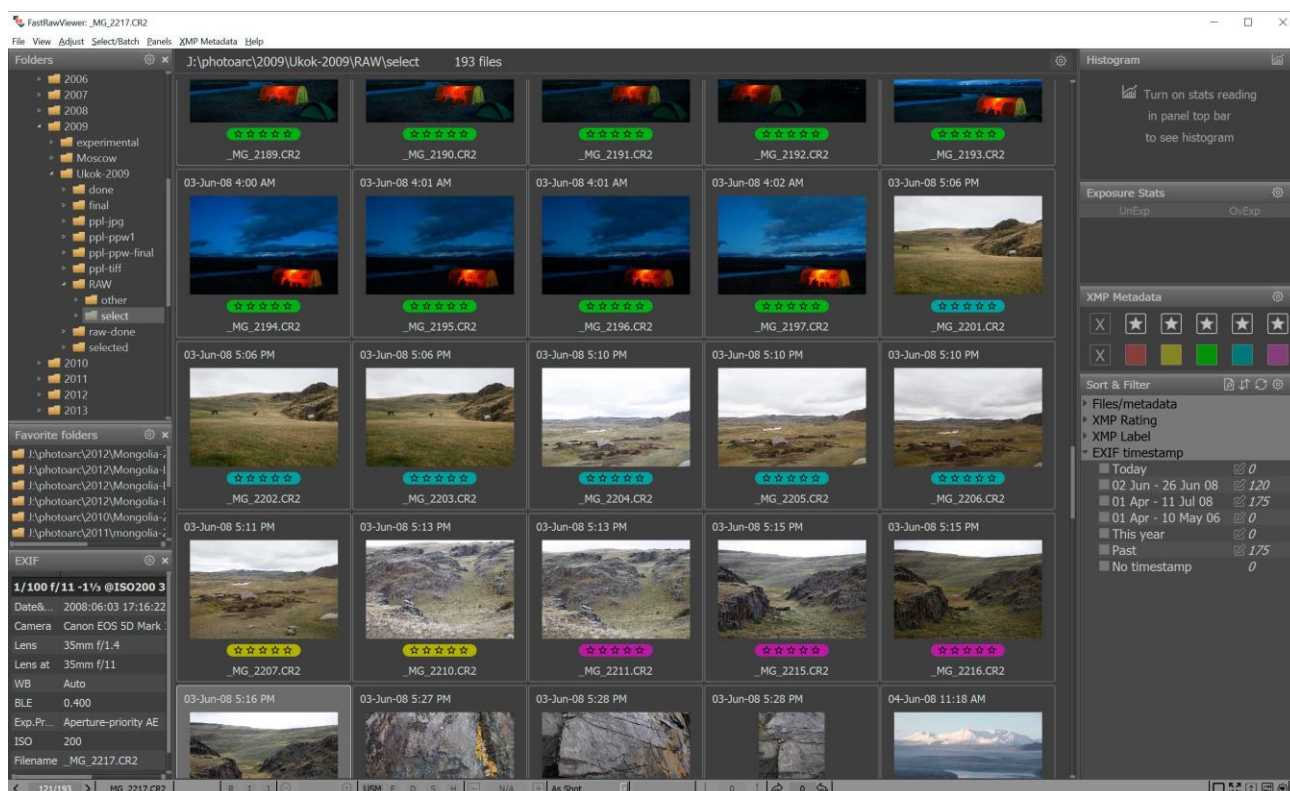 FastRawViewer: _MG_2217.CR2
File View Adjust Select/Batch Panels XMP Metadata Help
Folders
2006
2007
2008
2009
experimental
Moscow
Ukok-2009
done
final
ppl-jpg
ppl-ppw1
ppl-ppw-final
ppl-tiff
RAW
other
select
raw-done
selected
2010
2011
2012
2013
Favorite folders
J:\photoarc\2012\Mongolia-
J:\photoarc\2012\Mongolia-
J:\photoarc\2012\Mongolia-
J:\photoarc\2012\Mongolia-
J:\photoarc\2010\Mongolia-
J:\photoarc\2011\mongolia-
EXIF
1/100 f/11 -1⅓ @ISO200 3
Date&... 2008:06:03 17:16:22
Camera Canon EOS 5D Mark
Lens 35mm f/1.4
Lens at 35mm f/11
WB Auto
BLE 0.400
Exp.Pr... Aperture-priority AE
ISO 200
Filename _MG_2217.CR2
J:\photoarc\2009\Ukok-2009\RAW\select 193 files
_MG_2189.CR2 _MG_2190.CR2 _MG_2191.CR2 _MG_2192.CR2 _MG_2193.CR2
03-Jun-08 4:00 AM 03-Jun-08 4:01 AM 03-Jun-08 4:01 AM 03-Jun-08 4:02 AM 03-Jun-08 5:06 PM
_MG_2194.CR2 _MG_2195.CR2 _MG_2196.CR2 _MG_2197.CR2 _MG_2201.CR2
03-Jun-08 5:06 PM 03-Jun-08 5:06 PM 03-Jun-08 5:10 PM 03-Jun-08 5:10 PM 03-Jun-08 5:10 PM
_MG_2202.CR2 _MG_2203.CR2 _MG_2204.CR2 _MG_2205.CR2 _MG_2206.CR2
03-Jun-08 5:11 PM 03-Jun-08 5:13 PM 03-Jun-08 5:13 PM 03-Jun-08 5:15 PM 03-Jun-08 5:15 PM
_MG_2207.CR2 _MG_2210.CR2 _MG_2211.CR2 _MG_2215.CR2 _MG_2216.CR2
03-Jun-08 5:16 PM 03-Jun-08 5:27 PM 03-Jun-08 5:28 PM 03-Jun-08 5:28 PM 04-Jun-08 11:18 AM
Histogram
Turn on stats reading
in panel top bar
to see histogram
Exposure Stats
UnExp OvExp
XMP Metadata
X
X
Sort & Filter
Files/metadata
XMP Rating
XMP Label
EXIF timestamp
Today 0
02 Jun - 26 Jun 08 120
01 Apr - 11 Jul 08 175
01 Apr - 10 May 06 0
This year 0
Past 175
No timestamp 0
121/193 MG_2217.CR2 R I J USM F D S H N/A As Shot 0 0